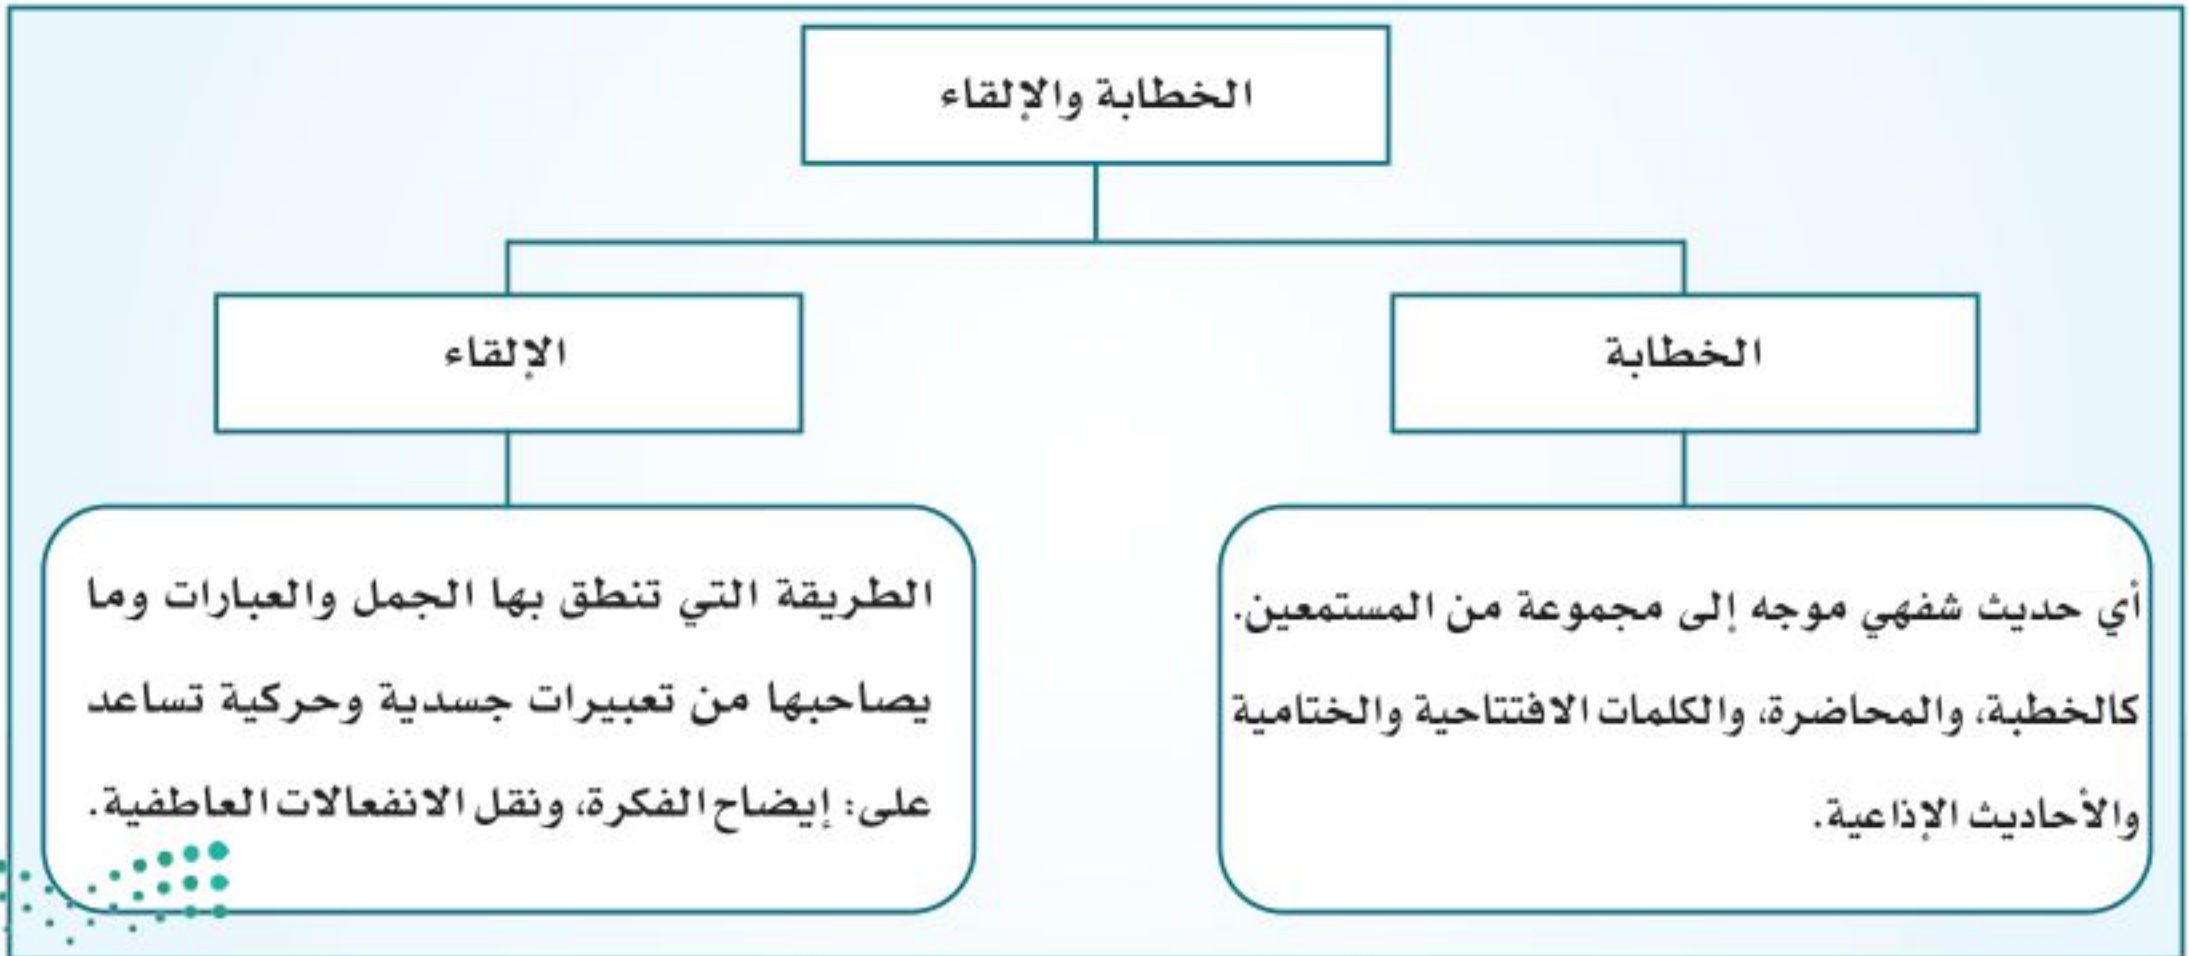 الخطابة والإلقاء
الخطابة
أي حديث شفهي موجه إلى مجموعة من المستمعين.
كالخطبة، والمحاضرة، والكلمات الافتتاحية والختامية
والأحاديث الإذاعية.
الإلقاء
الطريقة التي تنطق بها الجمل والعبارات وما
يصاحبها من تعبيرات جسدية وحركية تساعد
على: إيضاح الفكرة، ونقل الانفعالات العاطفية.